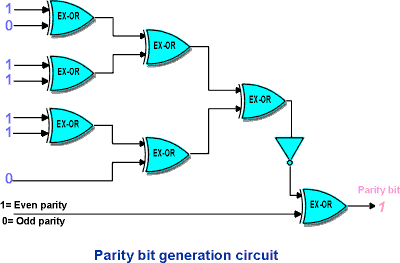 1
0
EX-OR
EX-OR
1
1
EX-OR
EX-OR
1
1
EX-OR
EX-OR
0
Parity bit
1= Even parity
EX-OR
1
0= Odd parity
Parity bit generation circuit